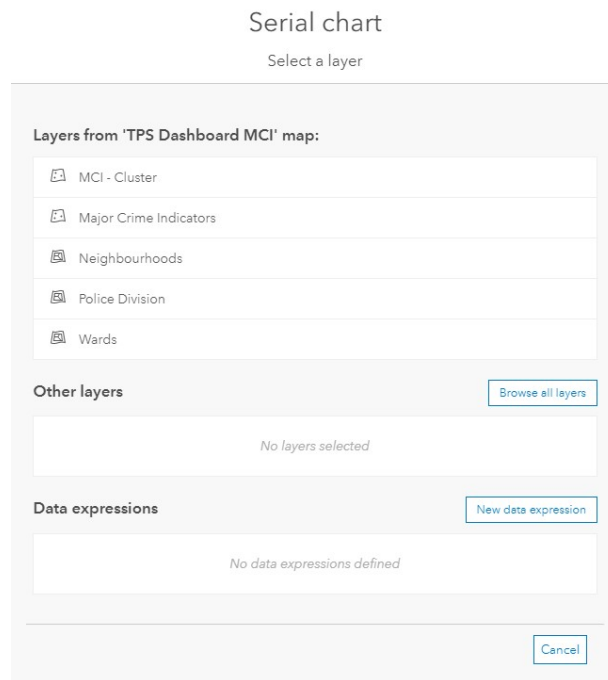 Serial chart
Select a layer
Layers from 'TPS Dashboard MCI' map:
MCI - Cluster
Major Crime Indicators
Neighbourhoods
Police Division
Wards
Other layers
Browse all layers
No layers selected
Data expressions
New data expression
No data expressions defined
Cancel